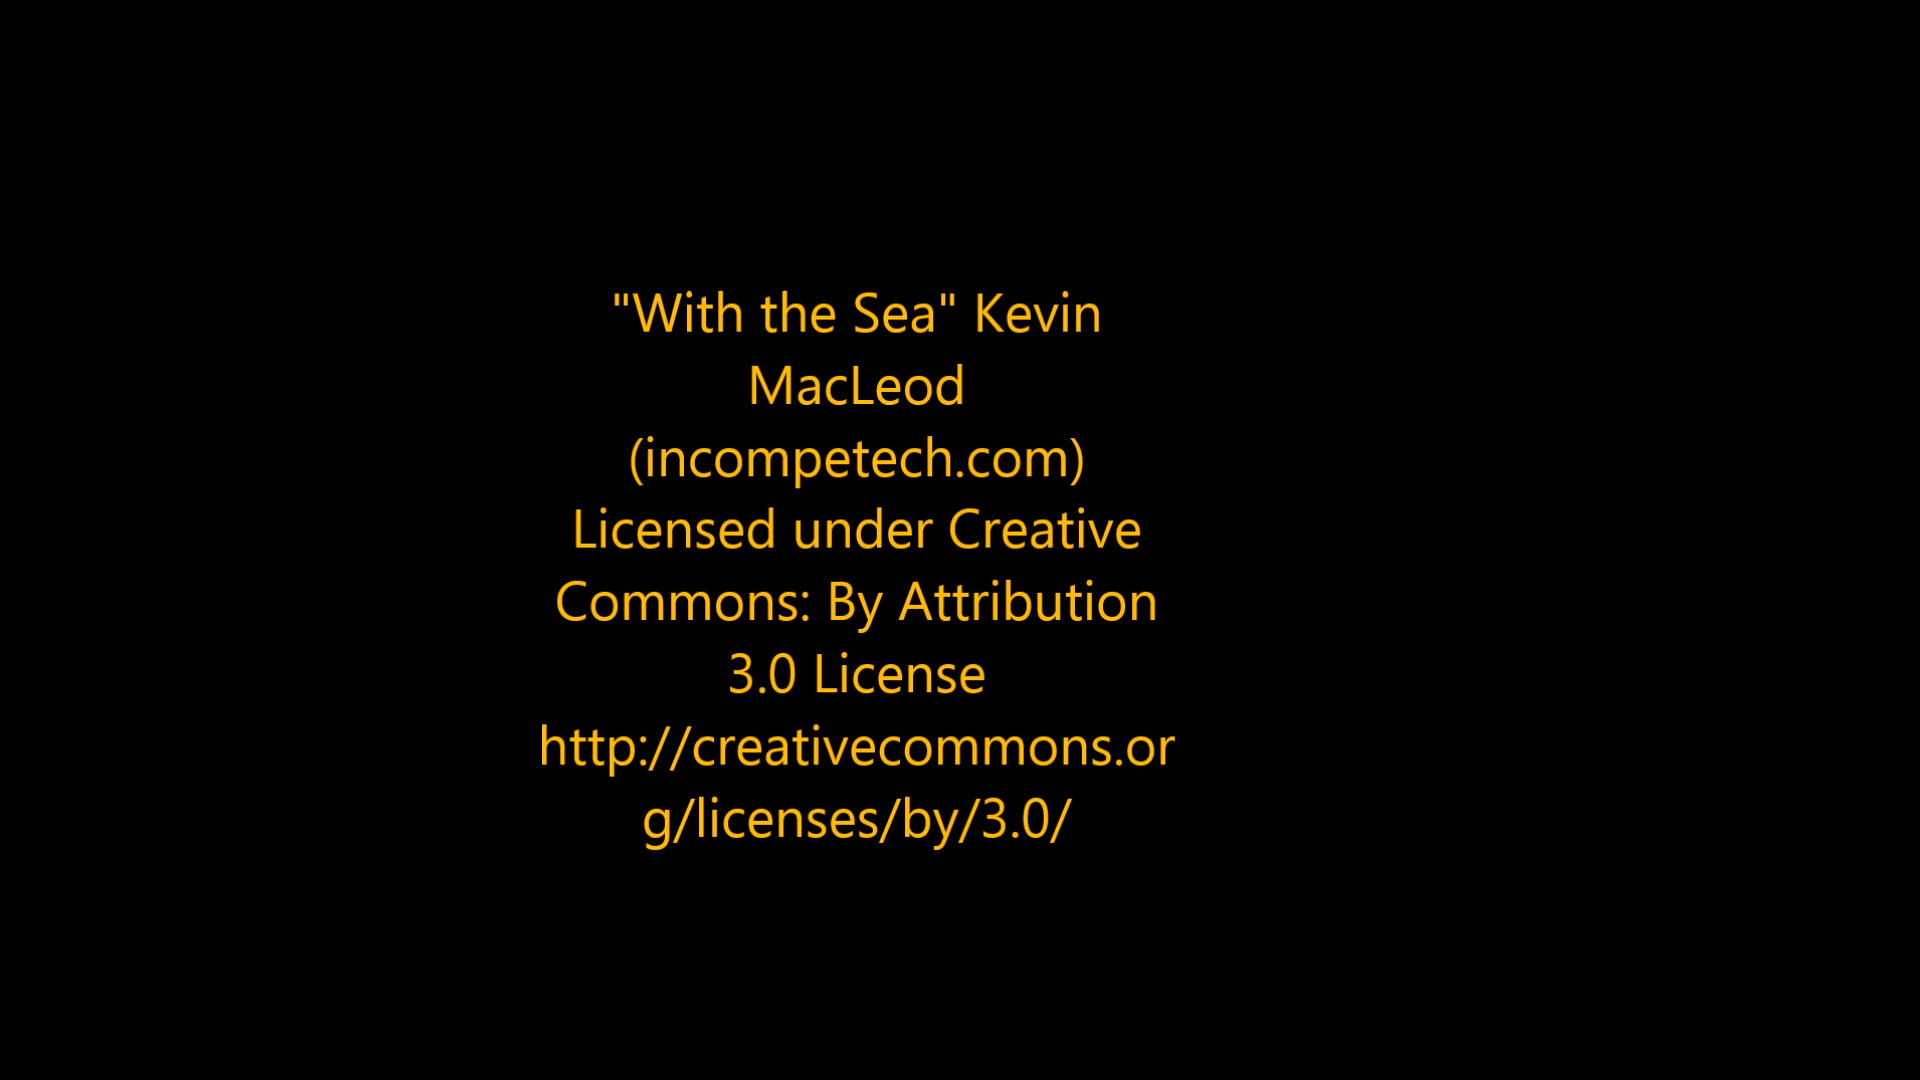 "With the Sea" Kevin
MacLeod
(incompetech.com)
Licensed under Creative
Commons: By Attribution
3.0 License
http://creativecommons.or
g/licenses/by/3.0/